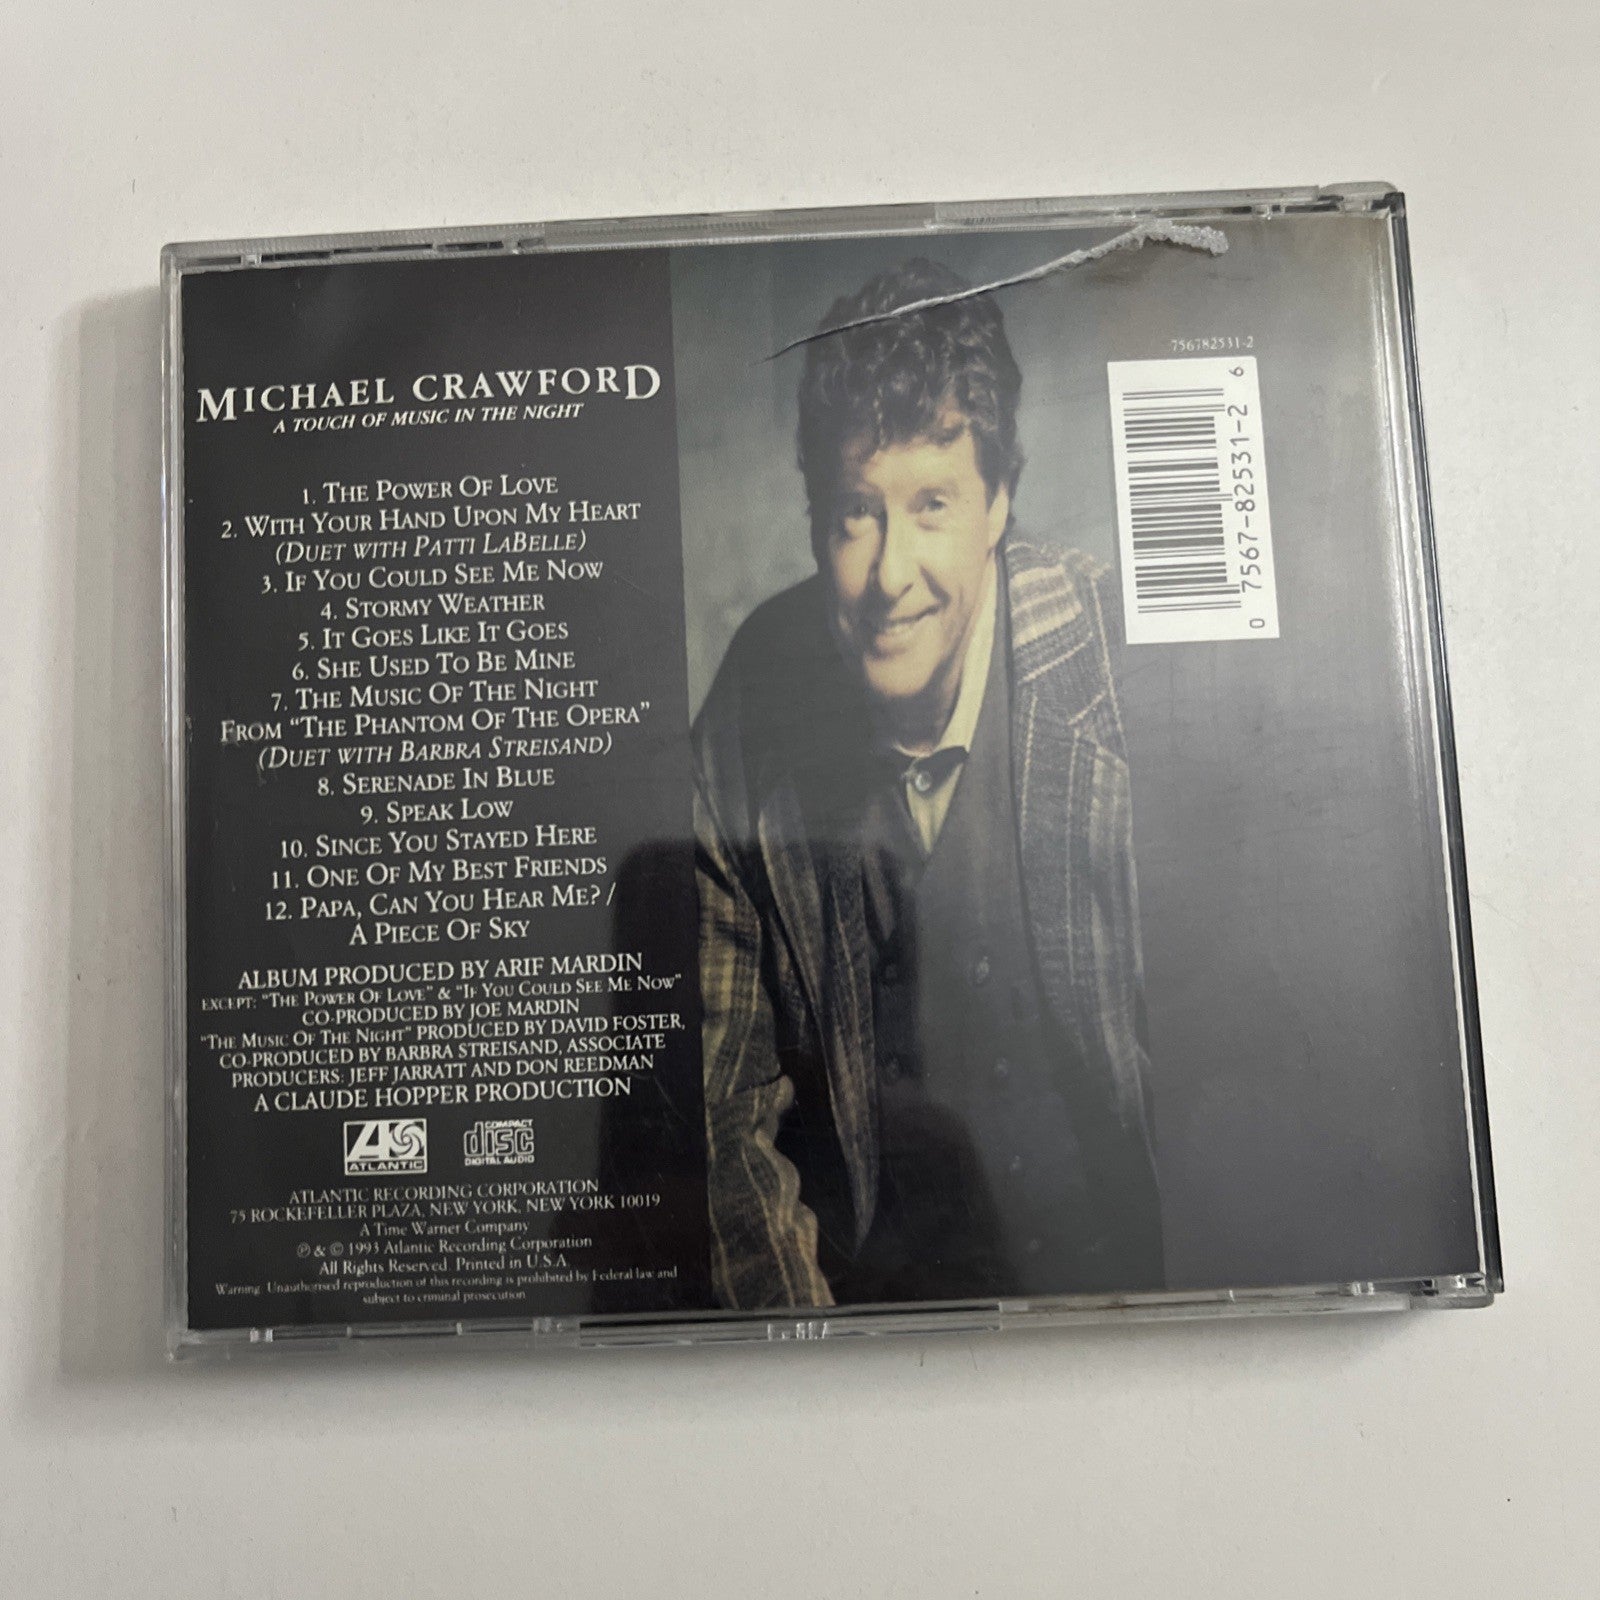 MICHAEL CRAWFORD
A TOUCH OF MUSIC IN THE NIGHT
1. THE POWER OF LOVE
2. WITH YOUR HAND UPON MY HEART
(DUET WITH PATTI LABELLE)
3. IF YOU COULD SEE ME NOW
4. STORMY WEATHER
5. IT GOES LIKE IT GOES
6. SHE USED TO BE MINE
7. THE MUSIC OF THE NIGHT
FROM "THE PHANTOM OF THE OPERA"
(DUET WITH BARBRA STREISAND)
8. SERENADE IN BLUE
9. SPEAK LOW
10. SINCE YOU STAYED HERE
11. ONE OF MY BEST FRIENDS
12. PAPA, CAN YOU HEAR ME? /
A PIECE OF SKY
ALBUM PRODUCED BY ARIF MARDIN
EXCEPT: "THE POWER OF LOVE" & "IF YOU COULD SEE ME NOW"
CO-PRODUCED BY JOE MARDIN
"THE MUSIC OF THE NIGHT" PRODUCED BY DAVID FOSTER,
CO-PRODUCED BY BARBRA STREISAND, ASSOCIATE
PRODUCERS: JEFF JARRATT AND DON REEDMAN
A CLAUDE HOPPER PRODUCTION
ATLANTIC
COMPACT
disc
DIGITAL AUDIO
ATLANTIC RECORDING CORPORATION
75 ROCKEFELLER PLAZA, NEW YORK, NEW YORK 10019
A Time Warner Company
℗ & © 1993 Atlantic Recording Corporation
All Rights Reserved. Printed in U.S.A.
Warning: Unauthorised reproduction of this recording is prohibited by Federal law and
subject to criminal prosecution
756782531-2
0 7567-82531-2 6